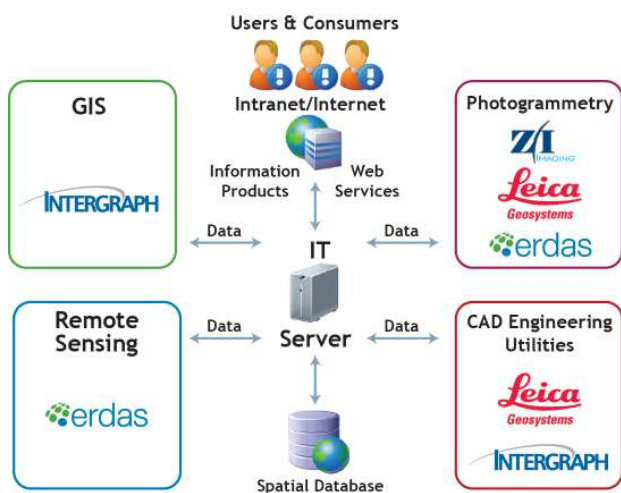 Users & Consumers
Intranet/Internet
Information
Products
Web
Services
GIS
INTERGRAPH
Photogrammetry
Z/I
IMAGING
Leica
Geosystems
erdas
Data
Data
IT
Server
Remote
Sensing
erdas
Data
Data
CAD Engineering
Utilities
Leica
Geosystems
INTERGRAPH
Spatial Database